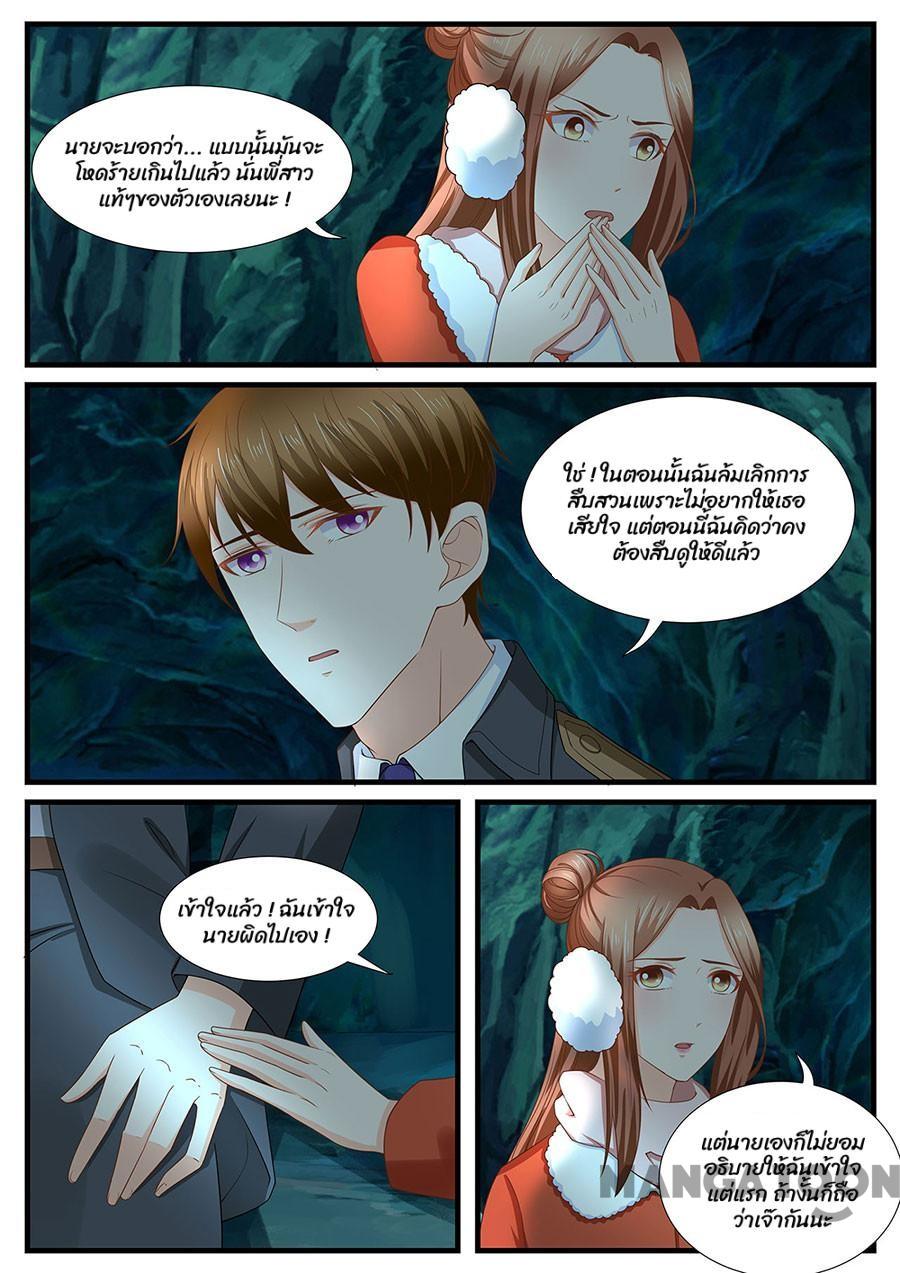 นายจะบอกว่า... แบบนั้นมันจะ
โหดร้ายเกินไปแล้ว นั่นพี่สาว
แท้ๆของตัวเองเลยนะ !
ใช่ ! ในตอนนั้นฉันล้มเลิกการ
สืบสวนเพราะไม่อยากให้เธอ
เสียใจ แต่ตอนนี้ฉันคิดว่าคง
ต้องสืบดูให้ดีแล้ว
เข้าใจแล้ว ! ฉันเข้าใจ
นายผิดไปเอง !
แต่นายเองก็ไม่ยอม
อธิบายให้ฉันเข้าใจ
แต่แรก ถ้างั้นก็ถือ
ว่าเจ๊ากันนะ
MANGATOON